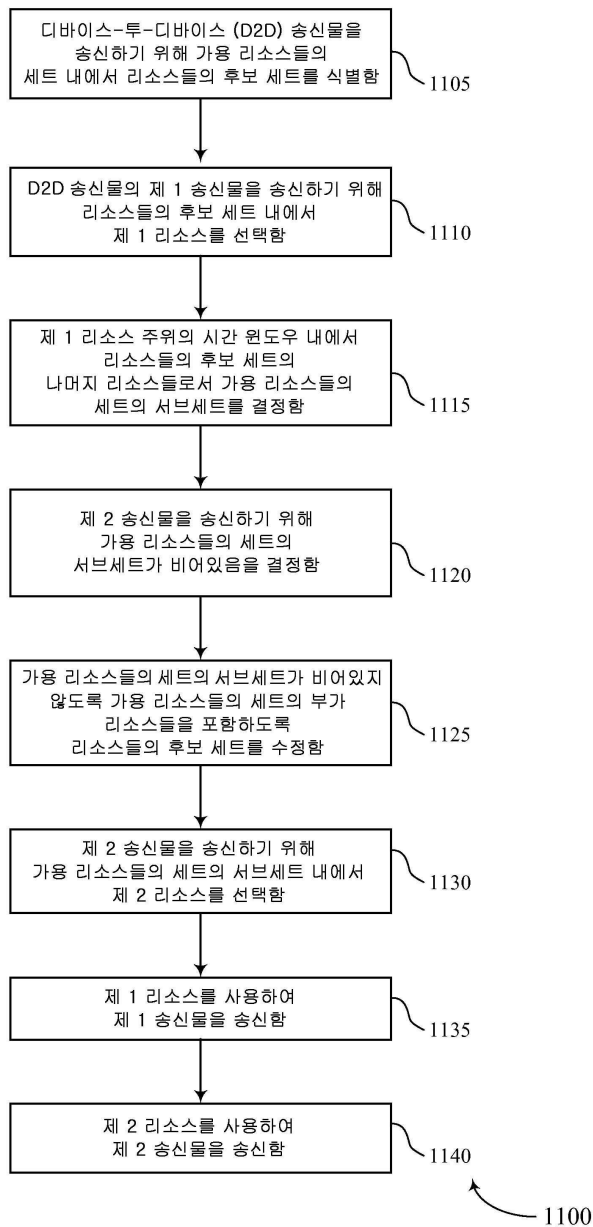 디바이스-투-디바이스 (D2D) 송신물을
송신하기 위해 가용 리소스들의
세트 내에서 리소스들의 후보 세트를 식별함
1105
D2D 송신물의 제 1 송신물을 송신하기 위해
리소스들의 후보 세트 내에서
제 1 리소스를 선택함
1110
제 1 리소스 주위의 시간 윈도우 내에서
리소스들의 후보 세트의
나머지 리소스들로서 가용 리소스들의
세트의 서브세트를 결정함
1115
제 2 송신물을 송신하기 위해
가용 리소스들의 세트의
서브세트가 비어있음을 결정함
1120
가용 리소스들의 세트의 서브세트가 비어있지
않도록 가용 리소스들의 세트의 부가
리소스들을 포함하도록
리소스들의 후보 세트를 수정함
1125
제 2 송신물을 송신하기 위해
가용 리소스들의 세트의 서브세트 내에서
제 2 리소스를 선택함
1130
제 1 리소스를 사용하여
제 1 송신물을 송신함
1135
제 2 리소스를 사용하여
제 2 송신물을 송신함
1140
1100